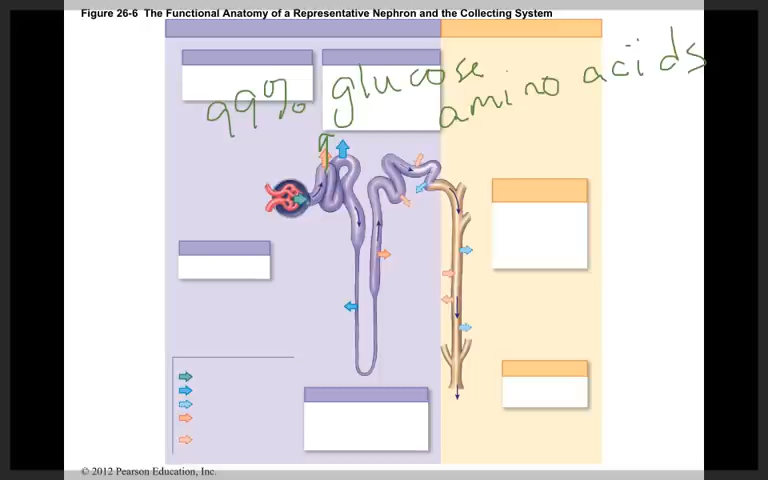 Figure 26-6 The Functional Anatomy of a Representative Nephron and the Collecting System
99% glucose amino acids
© 2012 Pearson Education, Inc.